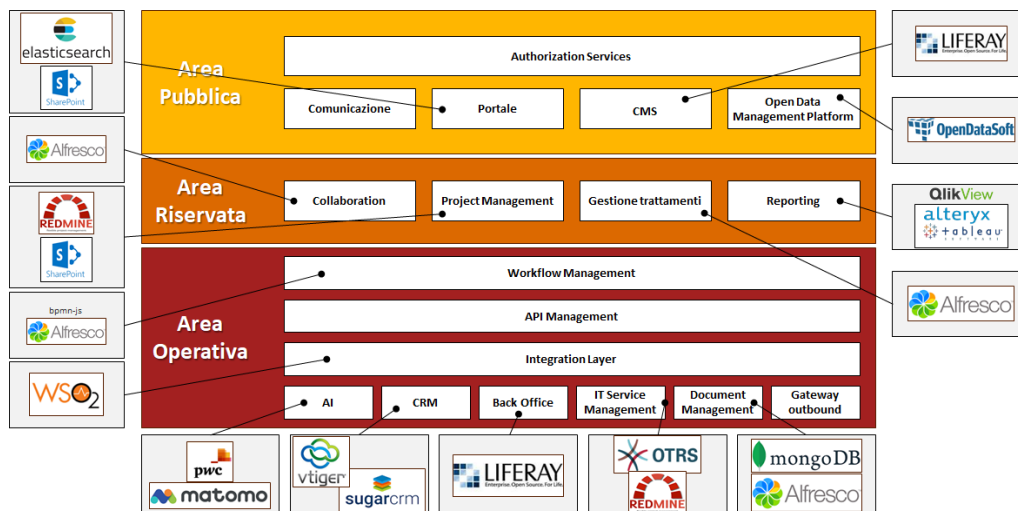 elasticsearch
S
SharePoint
Alfresco
REDMINE
S
SharePoint
bpmn-js
Alfresco
WSO2
Area
Pubblica
Authorization Services
Comunicazione
Portale
CMS
Open Data
Management Platform
Area
Riservata
Collaboration
Project Management
Gestione trattamenti
Reporting
Area
Operativa
Workflow Management
API Management
Integration Layer
AI
CRM
Back Office
IT Service
Management
Document
Management
Gateway
outbound
LIFERAY
Enterprise. Open Source. For Life.
OpenDataSoft
QlikView
alteryx
+tableau
Alfresco
pwc
matomo
vtiger
sugarcrm
LIFERAY
Enterprise. Open Source. For Life.
OTRS
REDMINE
mongoDB
Alfresco